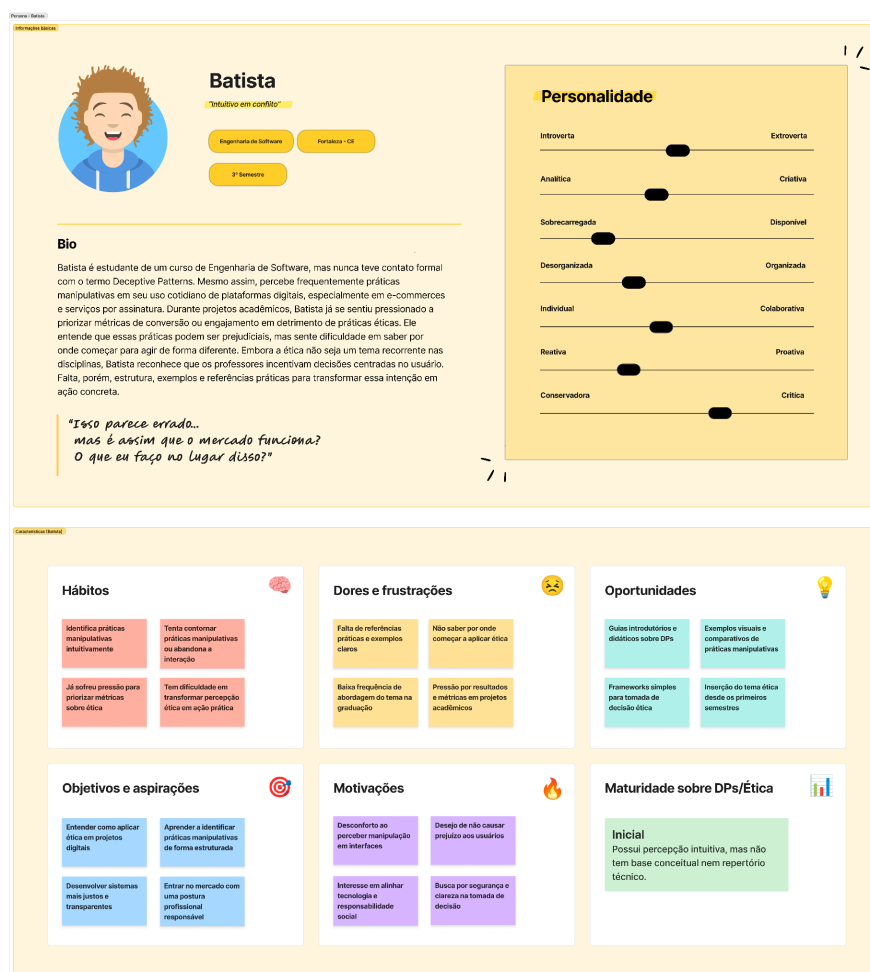 Persona - Batista
Informações Básicas
Batista
"Intuitivo em conflito"
Engenharia de Software
Fortaleza - CE
3º Semestre
Bio
Batista é estudante de um curso de Engenharia de Software, mas nunca teve contato formal
com o termo Deceptive Patterns. Mesmo assim, percebe frequentemente práticas
manipulativas em seu uso cotidiano de plataformas digitais, especialmente em e-commerces
e serviços por assinatura. Durante projetos acadêmicos, Batista já se sentiu pressionado a
priorizar métricas de conversão ou engajamento em detrimento de práticas éticas. Ele
entende que essas práticas podem ser prejudiciais, mas sente dificuldade em saber por
onde começar para agir de forma diferente. Embora a ética não seja um tema recorrente nas
disciplinas, Batista reconhece que os professores incentivam decisões centradas no usuário.
Falta, porém, estrutura, exemplos e referências práticas para transformar essa intenção em
ação concreta.
"Isso parece errado...
mas é assim que o mercado funciona?
O que eu faço no lugar disso?"
Personalidade
Introverta
Extroverta
Analítica
Criativa
Sobrecarregada
Disponível
Desorganizada
Organizada
Individual
Colaborativa
Reativa
Proativa
Conservadora
Crítica
Características [Batista]
Hábitos
Identifica práticas
manipulativas
intuitivamente
Tenta contornar
práticas manipulativas
ou abandona a
interação
Já sofreu pressão para
priorizar métricas
sobre ética
Tem dificuldade em
transformar percepção
ética em ação prática
Dores e frustrações
Falta de referências
práticas e exemplos
claros
Não saber por onde
começar a aplicar ética
Baixa frequência de
abordagem do tema na
graduação
Pressão por resultados
e métricas em projetos
acadêmicos
Oportunidades
Guias introdutórios e
didáticos sobre DPs
Exemplos visuais e
comparativos de
práticas manipulativas
Frameworks simples
para tomada de
decisão ética
Inserção do tema ética
desde os primeiros
semestres
Objetivos e aspirações
Entender como aplicar
ética em projetos
digitais
Aprender a identificar
práticas manipulativas
de forma estruturada
Desenvolver sistemas
mais justos e
transparentes
Entrar no mercado com
uma postura
profissional
responsável
Motivações
Desconforto ao
perceber manipulação
em interfaces
Desejo de não causar
prejuízo aos usuários
Interesse em alinhar
tecnologia e
responsabilidade
social
Busca por segurança e
clareza na tomada de
decisão
Maturidade sobre DPs/Ética
Inicial
Possui percepção intuitiva, mas não
tem base conceitual nem repertório
técnico.